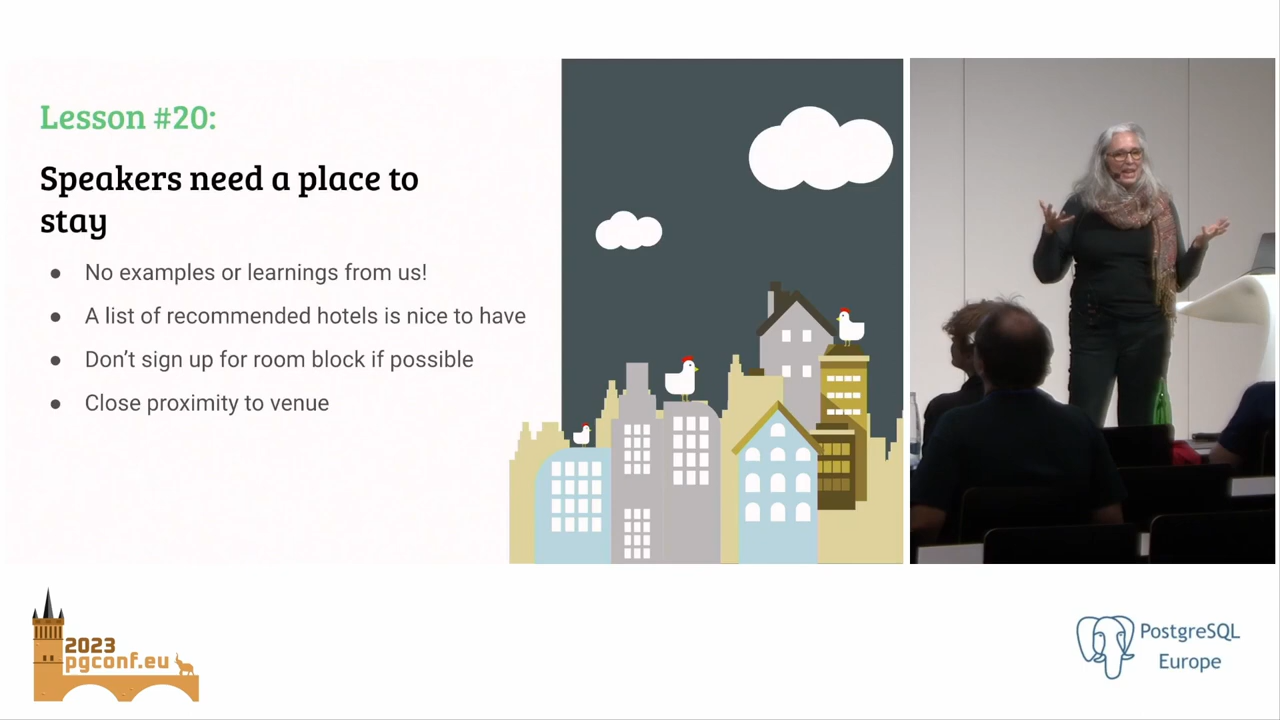 Lesson #20:
Speakers need a place to
stay
● No examples or learnings from us!
● A list of recommended hotels is nice to have
● Don’t sign up for room block if possible
● Close proximity to venue
2023
pgconf.eu
PostgreSQL
Europe